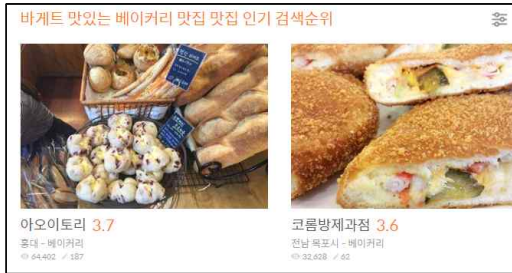 바게트 맛있는 베이커리 맛집 맛집 인기 검색순위
아오이토리 3.7
홍대 - 베이커리
64,402 187
코롬방제과점 3.6
전남 목포시 - 베이커리
32,628 62